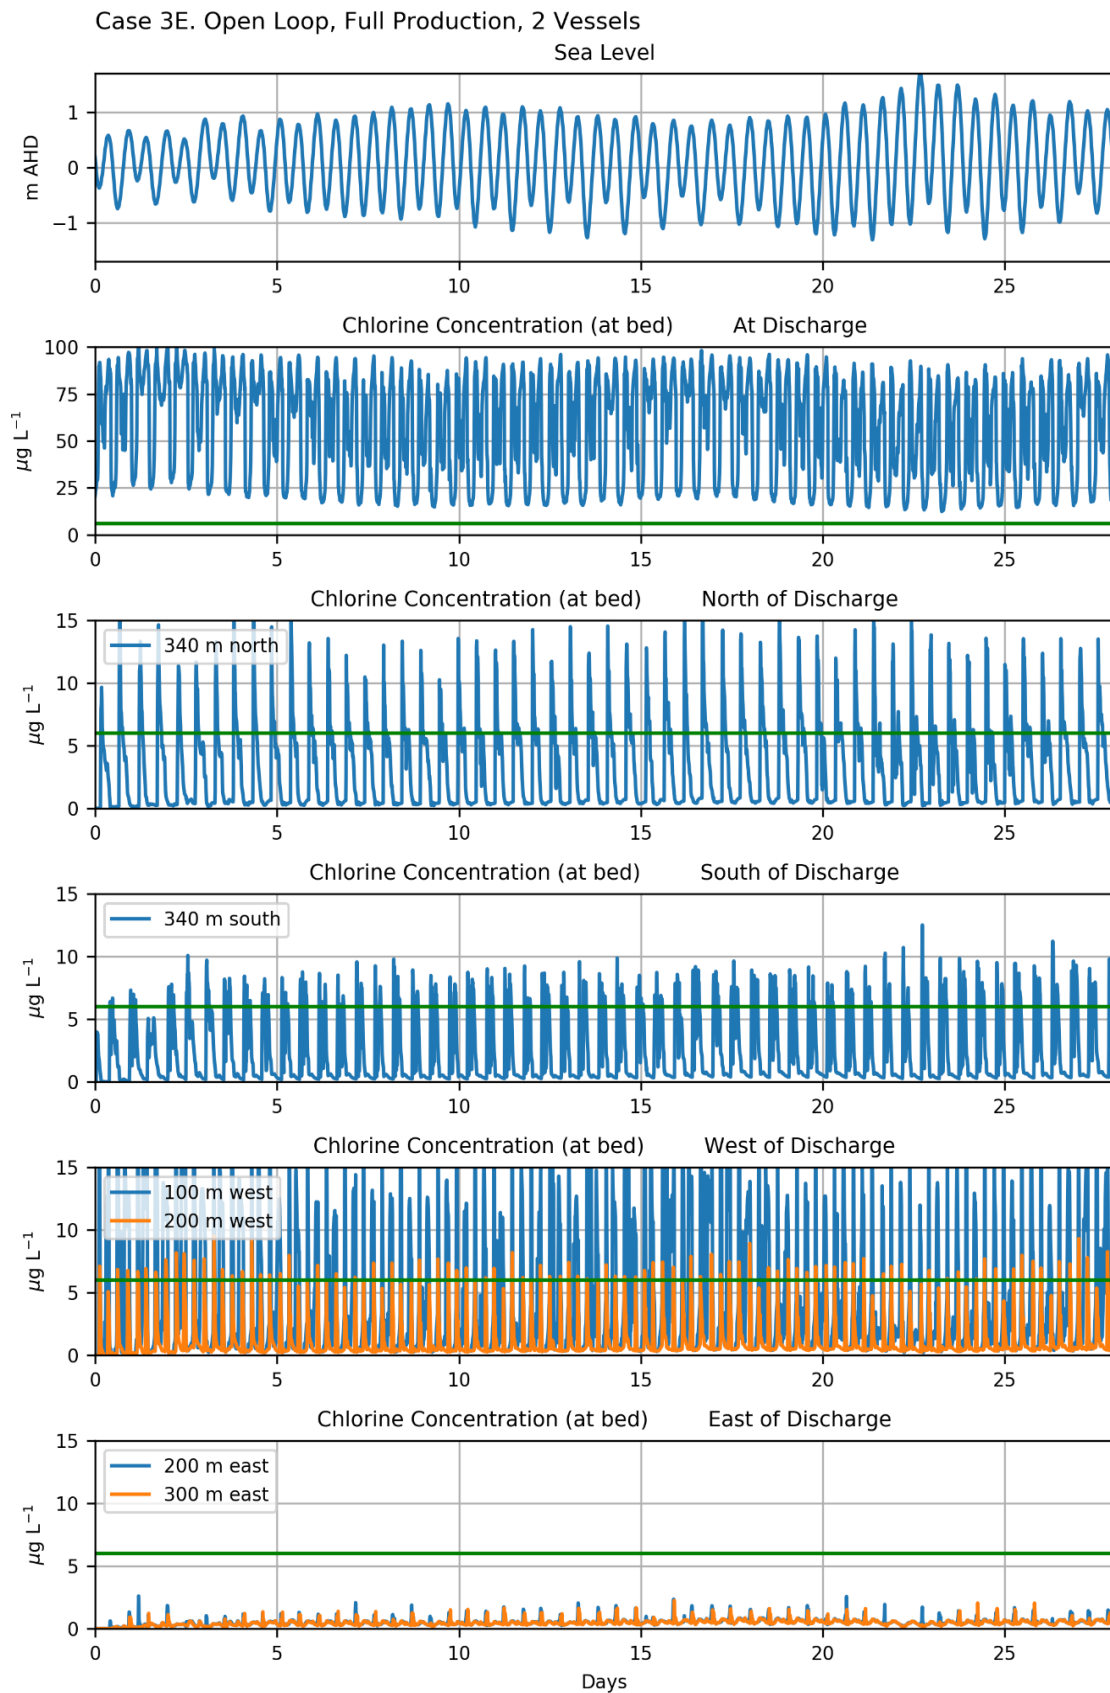 Case 3E. Open Loop, Full Production, 2 Vessels
Sea Level
m AHD
1
0
−1
0 5 10 15 20 25
Chlorine Concentration (at bed) At Discharge
μg L⁻¹
100
75
50
25
0
0 5 10 15 20 25
Chlorine Concentration (at bed) North of Discharge
μg L⁻¹
15
10
5
0
340 m north
0 5 10 15 20 25
Chlorine Concentration (at bed) South of Discharge
μg L⁻¹
15
10
5
0
340 m south
0 5 10 15 20 25
Chlorine Concentration (at bed) West of Discharge
μg L⁻¹
15
10
5
0
100 m west
200 m west
0 5 10 15 20 25
Chlorine Concentration (at bed) East of Discharge
μg L⁻¹
15
10
5
0
200 m east
300 m east
0 5 10 15 20 25
Days